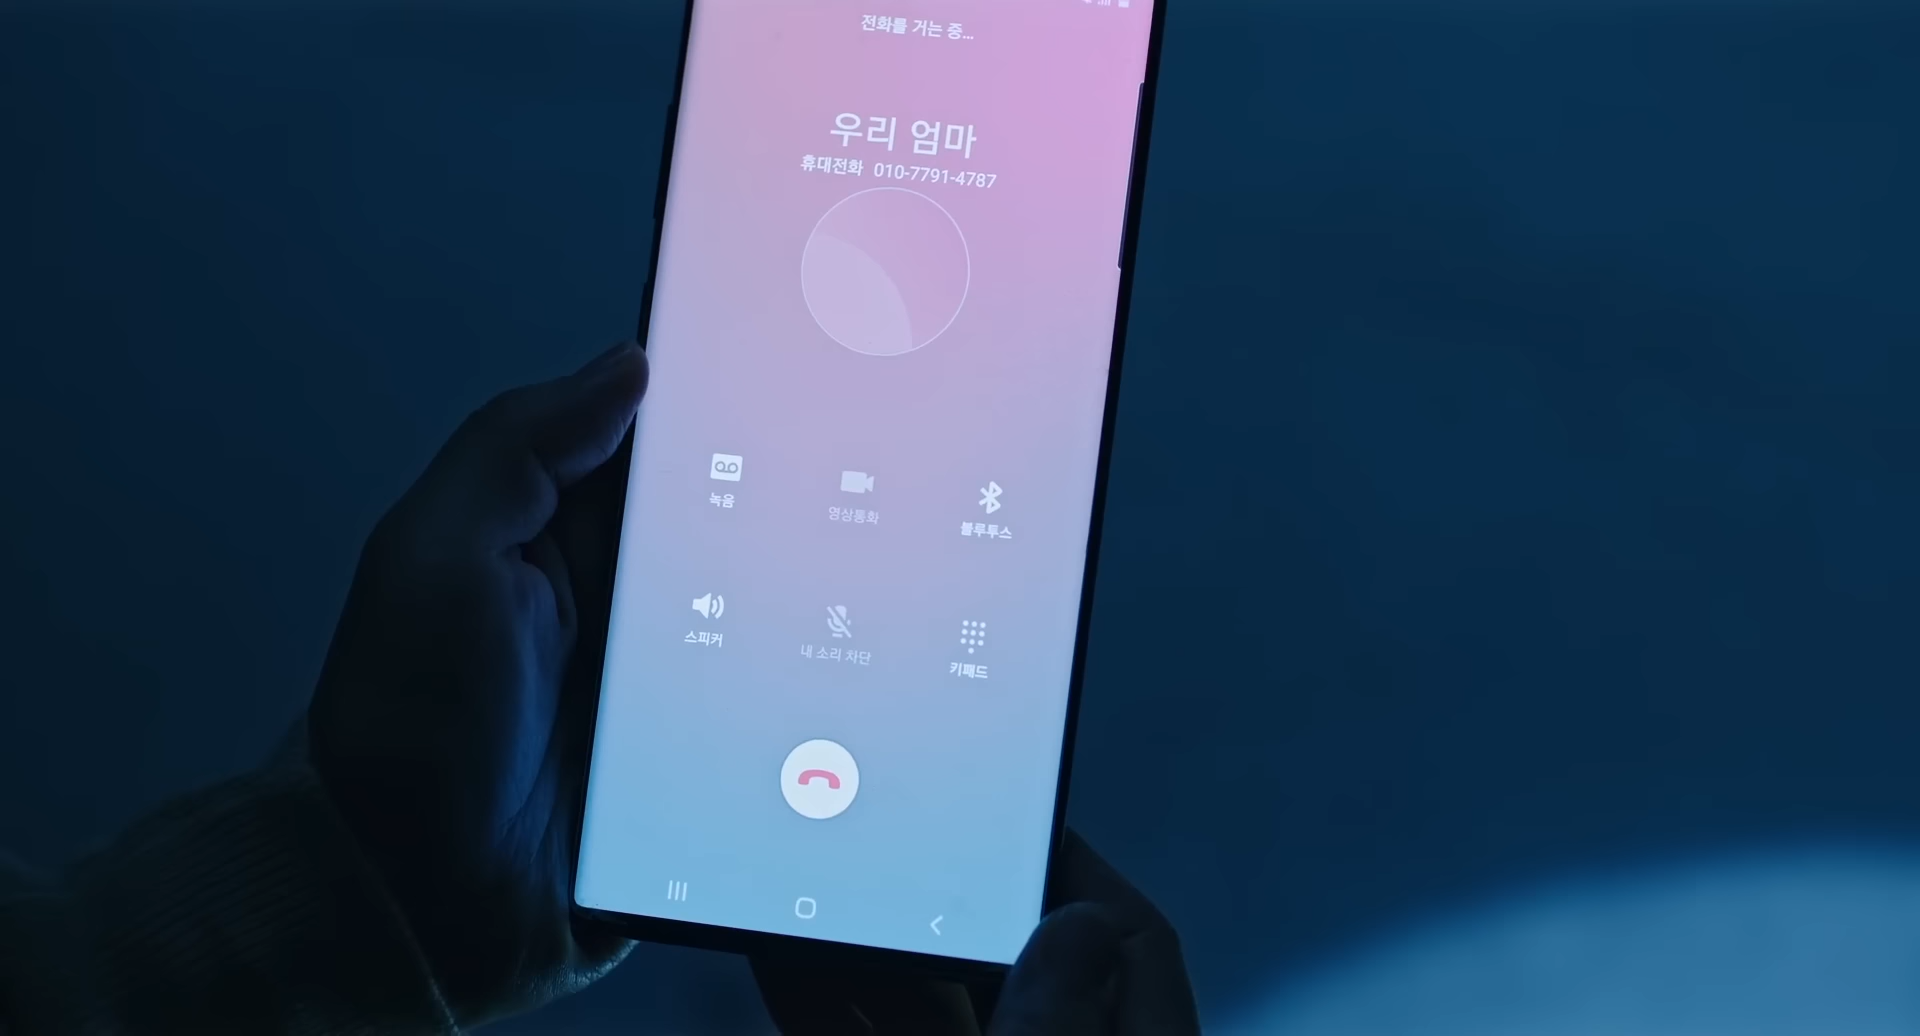 전화를 거는 중...
우리 엄마
휴대전화 010-7791-4787
녹음
영상통화
블루투스
스피커
내 소리 차단
키패드